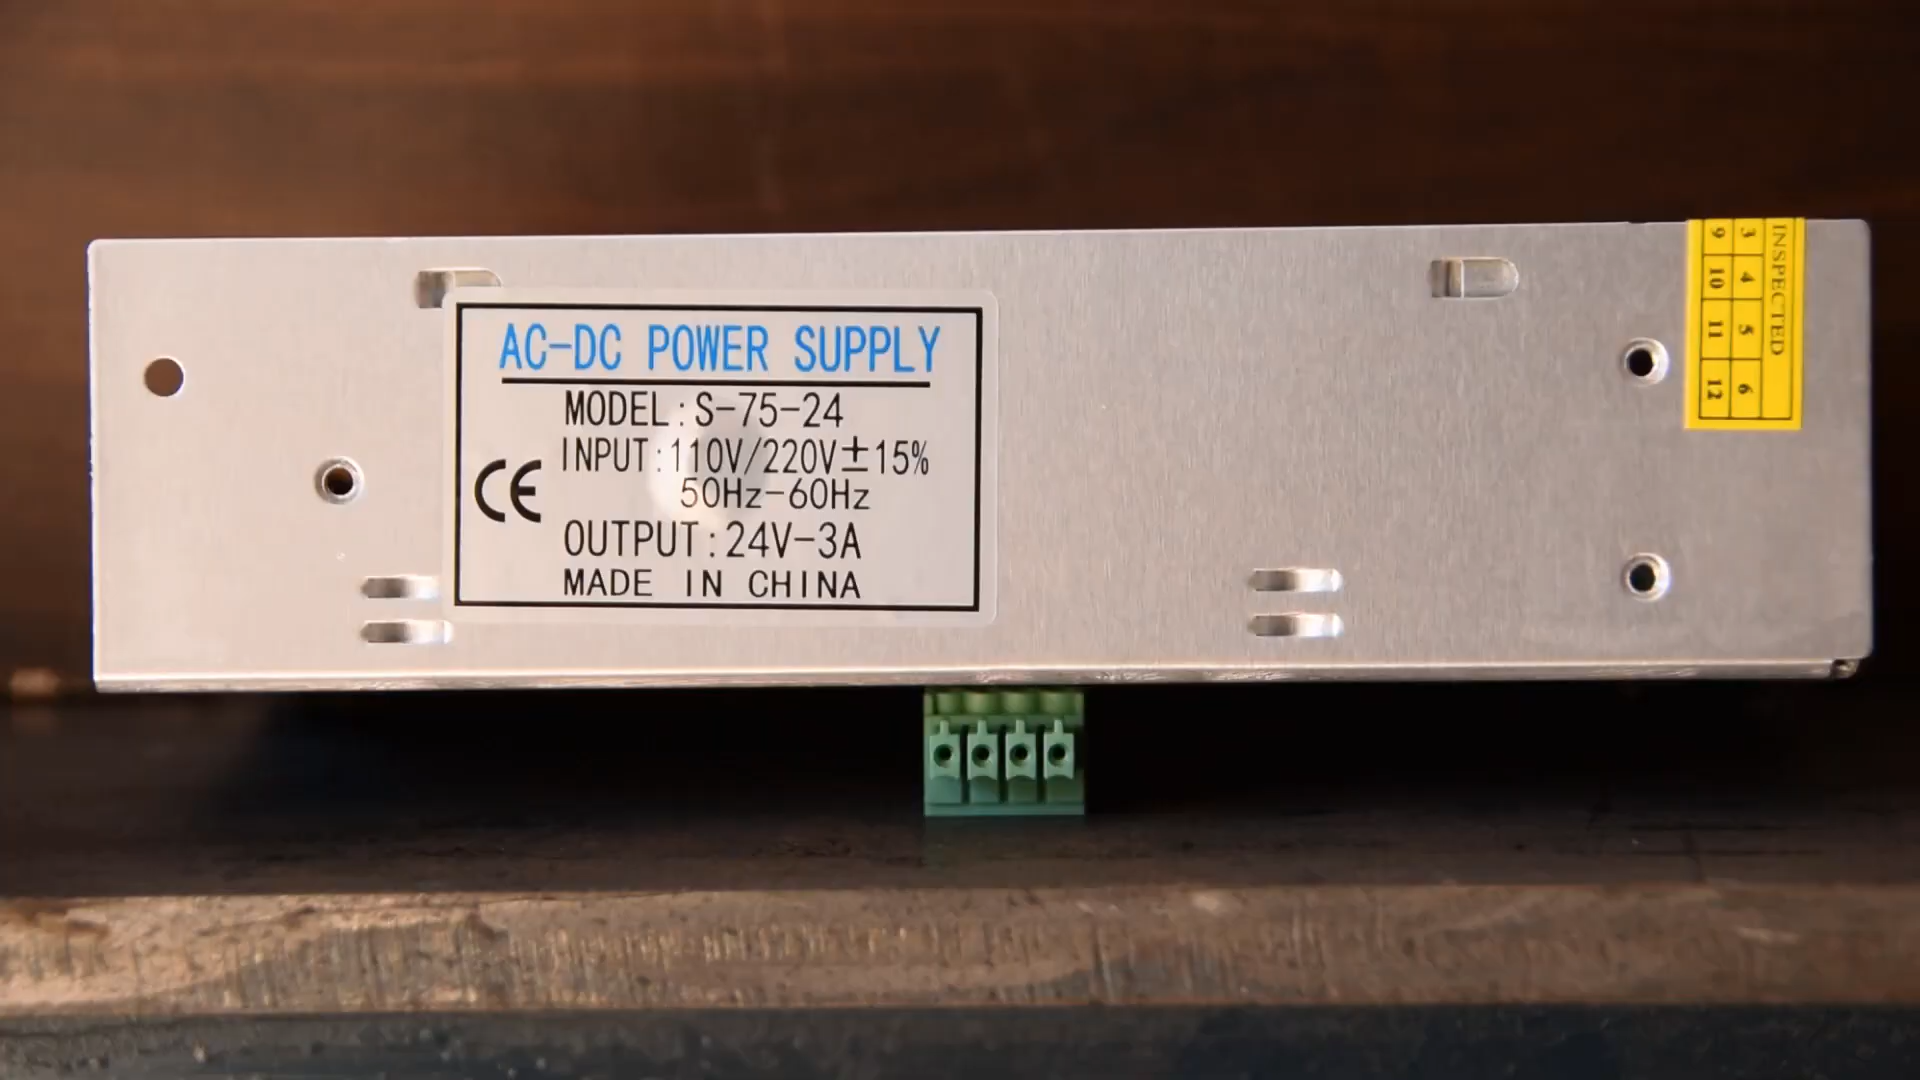 AC-DC POWER SUPPLY
MODEL:S-75-24
INPUT:110V/220V±15%
50Hz-60Hz
CE
OUTPUT:24V-3A
MADE IN CHINA
INSPECTED
3 4 5 6
9 10 11 12